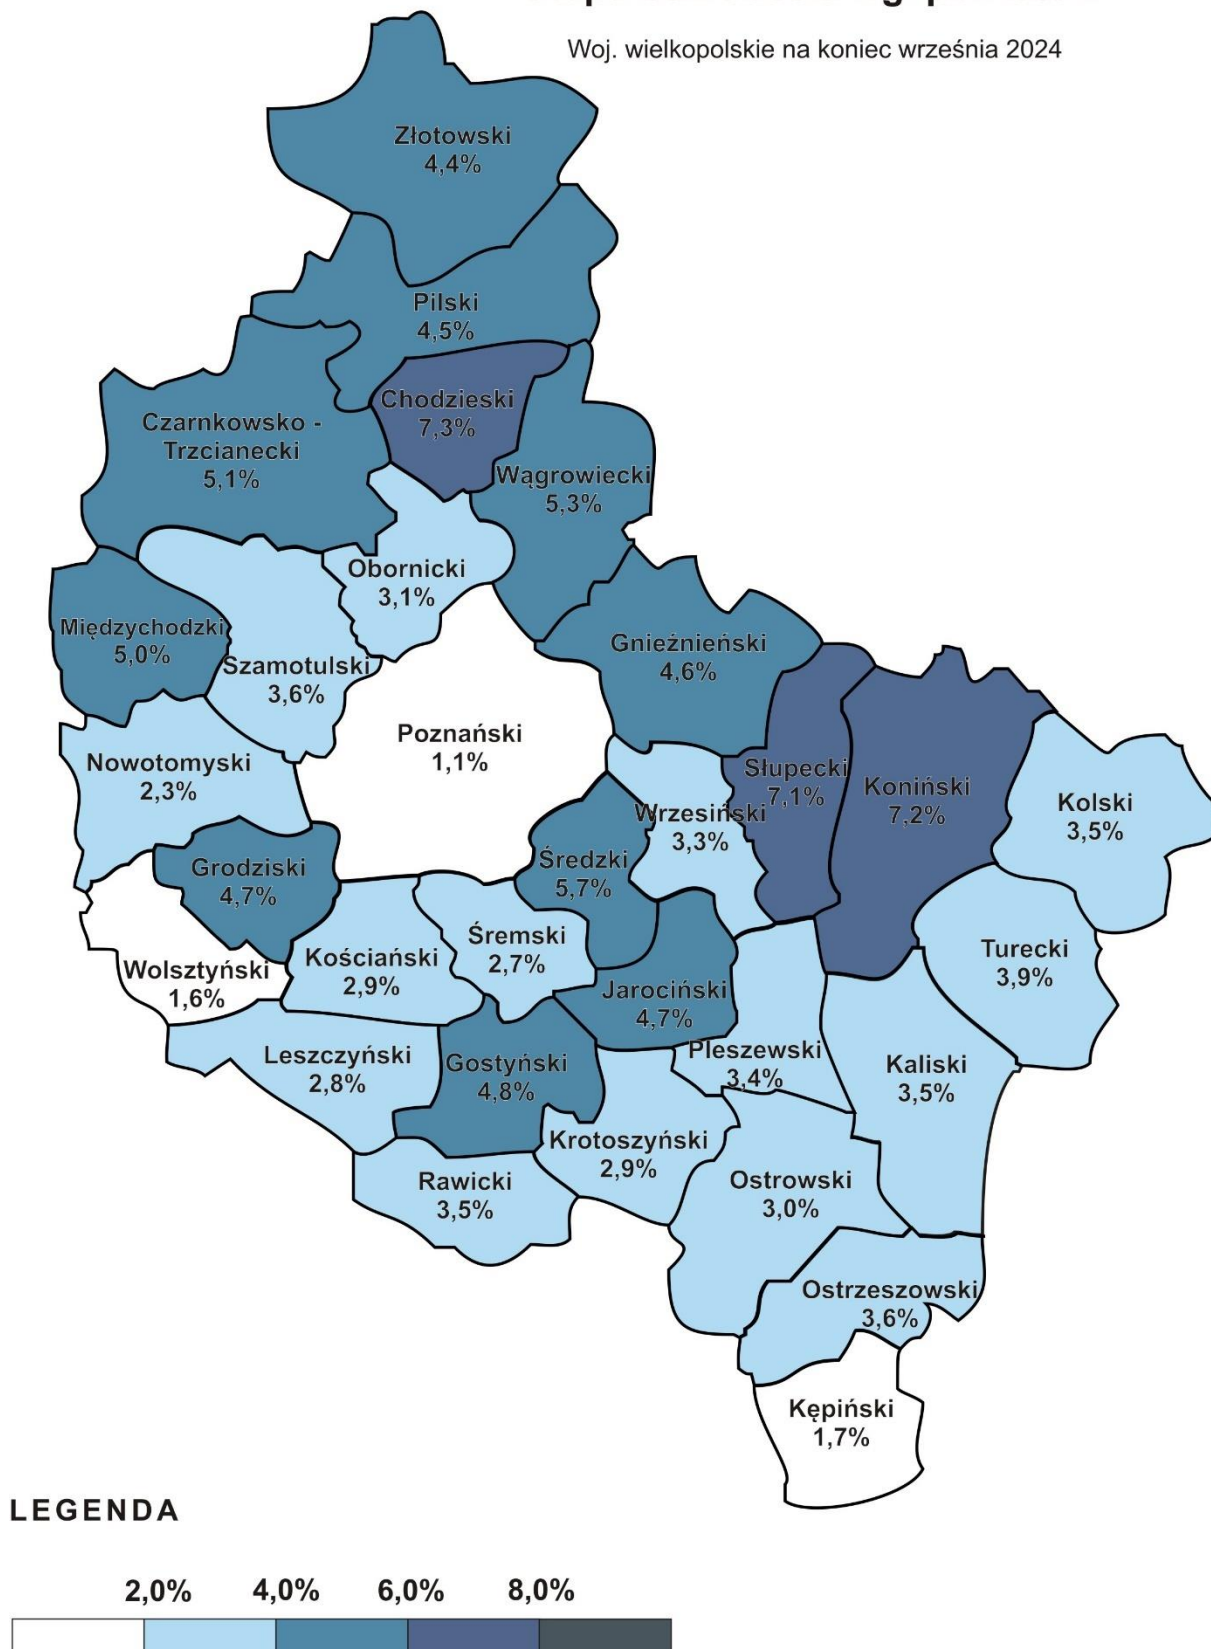 Woj. wielkopolskie na koniec września 2024
Złotowski
4,4%
Pilski
4,5%
Chodzieski
7,3%
Czarnkowsko -
Trzcianecki
5,1%
Wągrowiecki
5,3%
Obornicki
3,1%
Międzychodzki
5,0%
Szamotulski
3,6%
Gnieźnieński
4,6%
Poznański
1,1%
Nowotomyski
2,3%
Słupecki
7,1%
Koniński
7,2%
Kolski
3,5%
Wrzesiński
3,3%
Grodziski
4,7%
Średzki
5,7%
Śremski
2,7%
Kościański
2,9%
Turecki
3,9%
Wolsztyński
1,6%
Jarociński
4,7%
Leszczyński
2,8%
Gostyński
4,8%
Pleszewski
3,4%
Kaliski
3,5%
Krotoszyński
2,9%
Rawicki
3,5%
Ostrowski
3,0%
Ostrzeszowski
3,6%
Kępiński
1,7%
LEGENDA
2,0% 4,0% 6,0% 8,0%